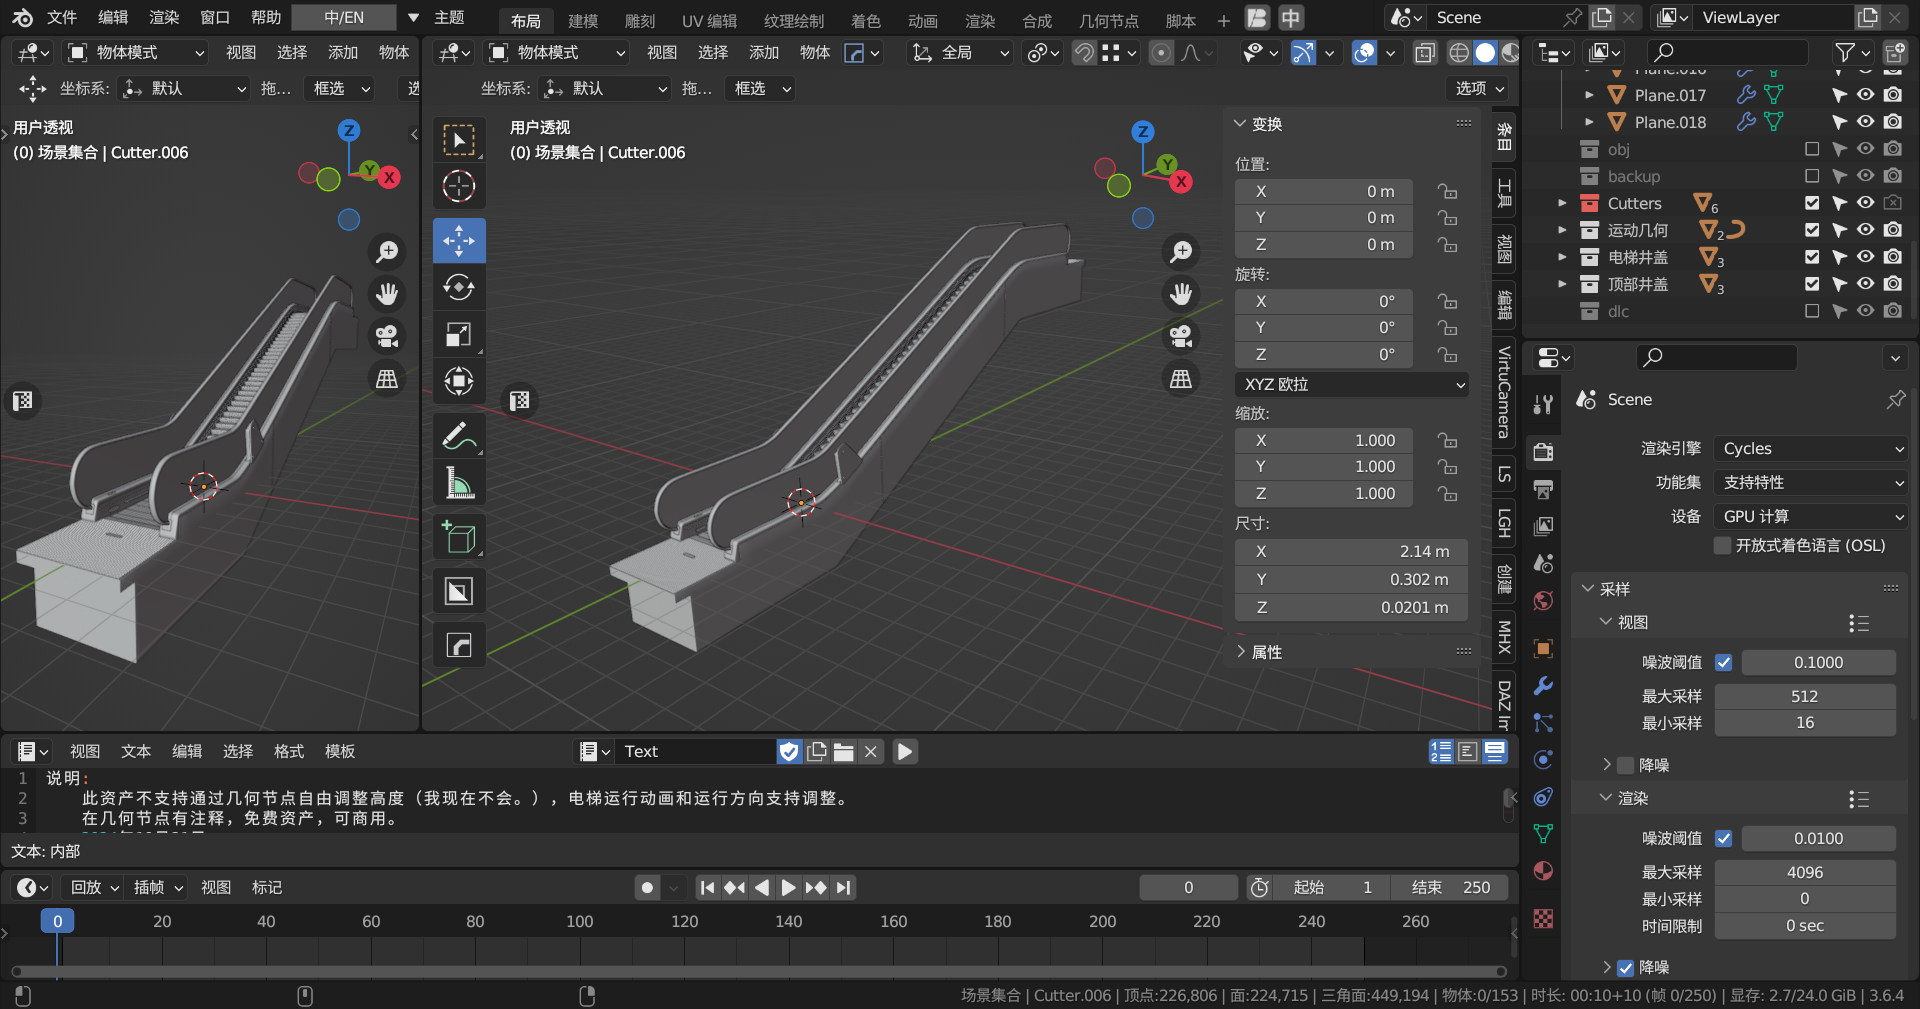 文件 编辑 渲染 窗口 帮助 中/EN 主题 布局 建模 雕刻 UV 编辑 纹理绘制 着色 动画 渲染 合成 几何节点 脚本 + 中 Scene ViewLayer
物体模式 视图 选择 添加 物体
物体模式 视图 选择 添加 物体 全局
坐标系: 默认 拖... 框选 选
坐标系: 默认 拖... 框选 选项
用户透视
(0) 场景集合 | Cutter.006
Z
Y
X
用户透视
(0) 场景集合 | Cutter.006
Z
Y
X
变换
位置:
X 0 m
Y 0 m
Z 0 m
旋转:
X 0°
Y 0°
Z 0°
XYZ 欧拉
缩放:
X 1.000
Y 1.000
Z 1.000
尺寸:
X 2.14 m
Y 0.302 m
Z 0.0201 m
属性
条目
工具
视图
编辑
VirtuCamera
LS
LGH
创建
MHX
DAZ Im
Plane.016
Plane.017
Plane.018
obj
backup
Cutters 6
运动几何 2
电梯井盖 3
顶部井盖 3
dlc
Scene
渲染引擎 Cycles
功能集 支持特性
设备 GPU 计算
开放式着色语言 (OSL)
采样
视图
噪波阈值 0.1000
最大采样 512
最小采样 16
降噪
渲染
噪波阈值 0.0100
最大采样 4096
最小采样 0
时间限制 0 sec
降噪
视图 文本 编辑 选择 格式 模板 Text
1 说明:
2 此资产不支持通过几何节点自由调整高度（我现在不会。），电梯运行动画和运行方向支持调整。
3 在几何节点有注释，免费资产，可商用。
文本: 内部
回放 插帧 视图 标记 0 起始 1 结束 250
0 20 40 60 80 100 120 140 160 180 200 220 240 260
场景集合 | Cutter.006 | 顶点:226,806 | 面:224,715 | 三角面:449,194 | 物体:0/153 | 时长: 00:10+10 (帧 0/250) | 显存: 2.7/24.0 GiB | 3.6.4